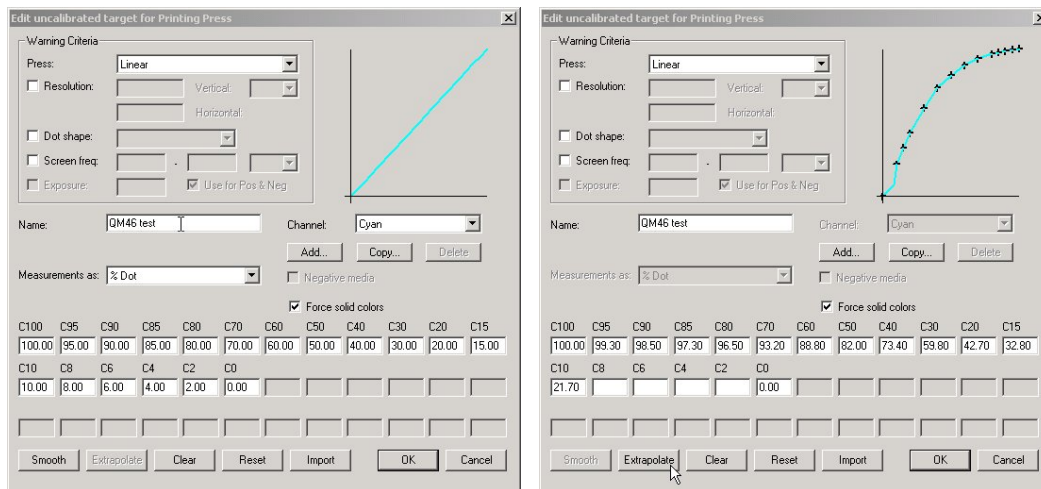 Edit uncalibrated target for Printing Press
Warning Criteria
Press: Linear
Resolution: Vertical:
Horizontal:
Dot shape:
Screen freq: .
Exposure: Use for Pos & Neg
Name: QM46 test Channel: Cyan
Add... Copy... Delete
Measurements as: % Dot Negative media
Force solid colors
C100 C95 C90 C85 C80 C70 C60 C50 C40 C30 C20 C15
100.00 95.00 90.00 85.00 80.00 70.00 60.00 50.00 40.00 30.00 20.00 15.00
C10 C8 C6 C4 C2 C0
10.00 8.00 6.00 4.00 2.00 0.00
Smooth Extrapolate Clear Reset Import OK Cancel
Edit uncalibrated target for Printing Press
Warning Criteria
Press: Linear
Resolution: Vertical:
Horizontal:
Dot shape:
Screen freq: .
Exposure: Use for Pos & Neg
Name: QM46 test Channel: Cyan
Add... Copy... Delete
Measurements as: % Dot Negative media
Force solid colors
C100 C95 C90 C85 C80 C70 C60 C50 C40 C30 C20 C15
100.00 99.30 98.50 97.30 96.50 93.20 88.80 82.00 73.40 59.80 42.70 32.80
C10 C8 C6 C4 C2 C0
21.70 0.00
Smooth Extrapolate Clear Reset Import OK Cancel